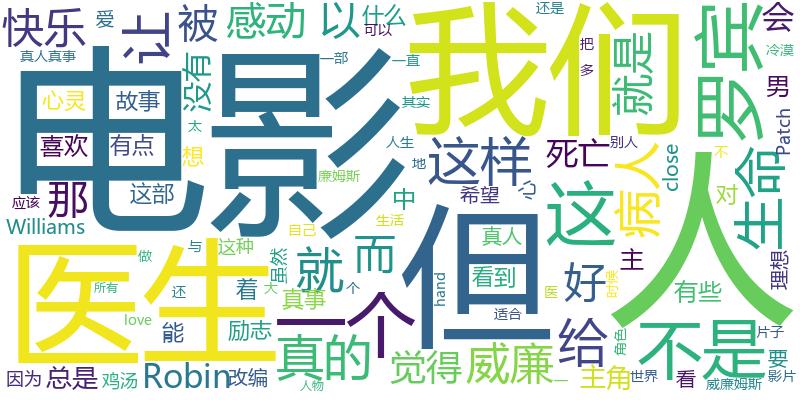 快乐
爱
让
被
感动
以
什么
还是
我们
就是
罗宾
会
真人真事
没有
可以
一部
一直
把
多
冷漠
男
电影
心灵
故事
其实
喜欢
有点
太
想
人生
地
这样
死亡
close
病人
别人
不
Patch
生命
应该
那
这部
廉姆斯
中
希望
心
这
人
对
Williams
自己
生活
但
真人
主
理想
医生
做
与
这种
虽然
就
而
看到
hand
好
医
时候
有些
所有
还
着
大
个
真事
一个
适合
给
角色
不是
片子
love
能
励志
真的
觉得
威廉
因为
总是
鸡汤
Robin
改编
人物
一
主角
世界
看
要
威廉姆斯
影片